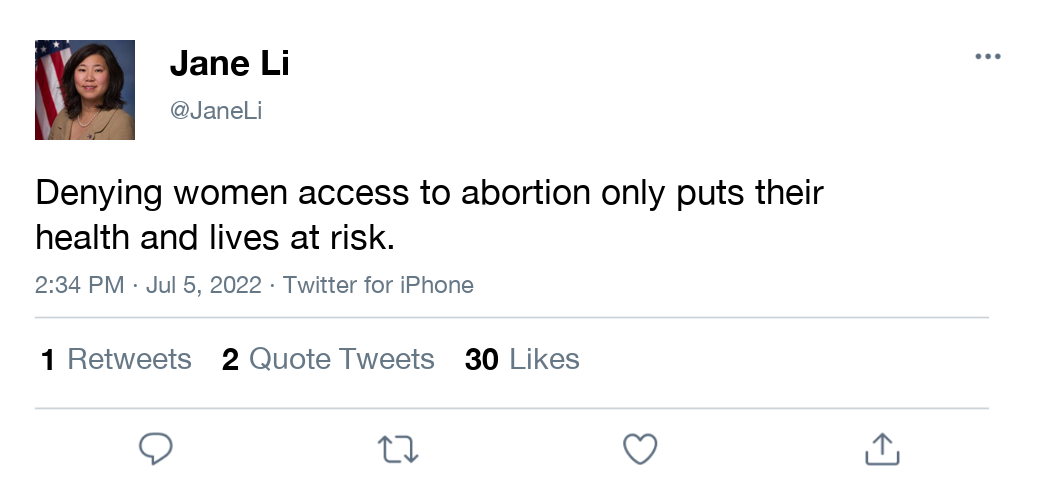 Jane Li
@JaneLi
Denying women access to abortion only puts their
health and lives at risk.
2:34 PM · Jul 5, 2022 · Twitter for iPhone
1 Retweets 2 Quote Tweets 30 Likes